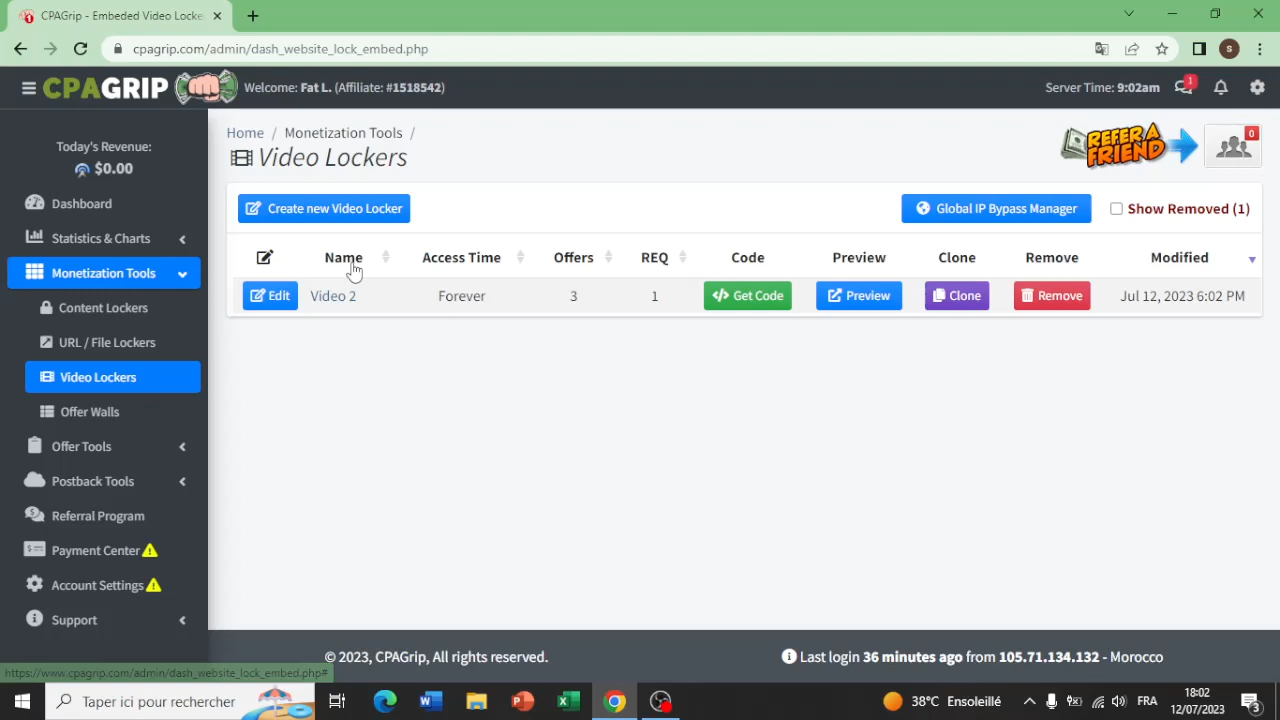 CPAGrip - Embeded Video Locke
cpagrip.com/admin/dash_website_lock_embed.php
S
CPAGRIP
Welcome: Fat L. (Affiliate: #1518542)
Server Time: 9:02am
1
Today's Revenue:
$0.00
Dashboard
Statistics & Charts
Monetization Tools
Content Lockers
URL / File Lockers
Video Lockers
Offer Walls
Offer Tools
Postback Tools
Referral Program
Payment Center
Account Settings
Support
Home / Monetization Tools /
Video Lockers
REFER A FRIEND
0
Create new Video Locker
Global IP Bypass Manager
Show Removed (1)
Name Access Time Offers REQ Code Preview Clone Remove Modified
Edit Video 2 Forever 3 1 Get Code Preview Clone Remove Jul 12, 2023 6:02 PM
© 2023, CPAGrip, All rights reserved.
Last login 36 minutes ago from 105.71.134.132 - Morocco
https://www.cpagrip.com/admin/dash_website_lock_embed.php#
Taper ici pour rechercher
38°C Ensoleillé
FRA
18:02
12/07/2023
3